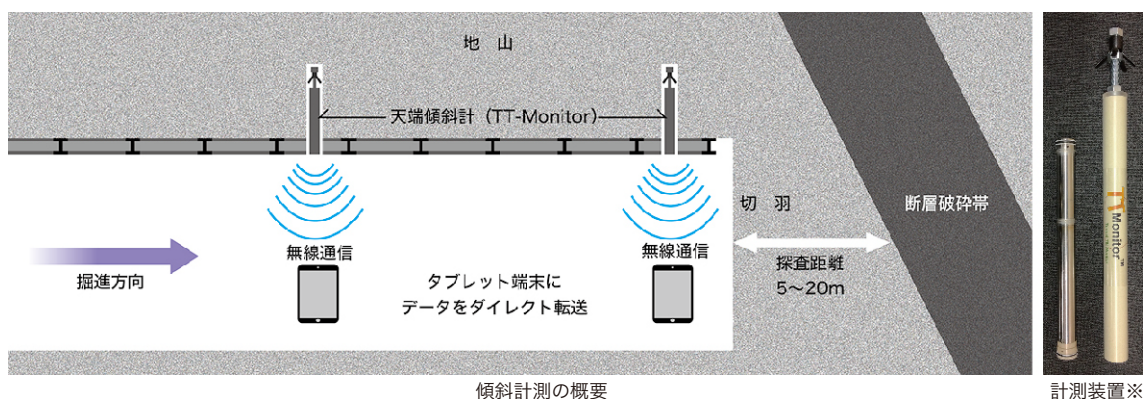 地　山
天端傾斜計（TT-Monitor）
無線通信
無線通信
切　羽
断層破砕帯
掘進方向
タブレット端末に
データをダイレクト転送
探査距離
5～20m
TT Monitor™
傾斜計測の概要
計測装置※